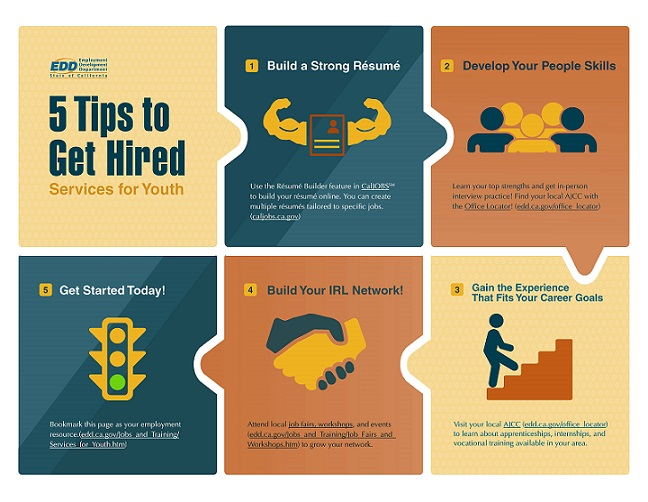 EDD
Employment
Development
Department
State of California
5 Tips to
Get Hired
Services for Youth
1 Build a Strong Résumé
Use the Résumé Builder feature in CalJOBS℠
to build your résumé online. You can create
multiple résumés tailored to specific jobs.
(caljobs.ca.gov)
2 Develop Your People Skills
Learn your top strengths and get in-person
interview practice! Find your local AJCC with
the Office Locator! (edd.ca.gov/office_locator)
3 Gain the Experience
That Fits Your Career Goals
Visit your local AJCC (edd.ca.gov/office_locator)
to learn about apprenticeships, internships, and
vocational training available in your area.
4 Build Your IRL Network!
Attend local job fairs, workshops, and events
(edd.ca.gov/Jobs_and_Training/Job_Fairs_and_
Workshops.htm) to grow your network.
5 Get Started Today!
Bookmark this page as your employment
resource.(edd.ca.gov/Jobs_and_Training/
Services_for_Youth.htm)